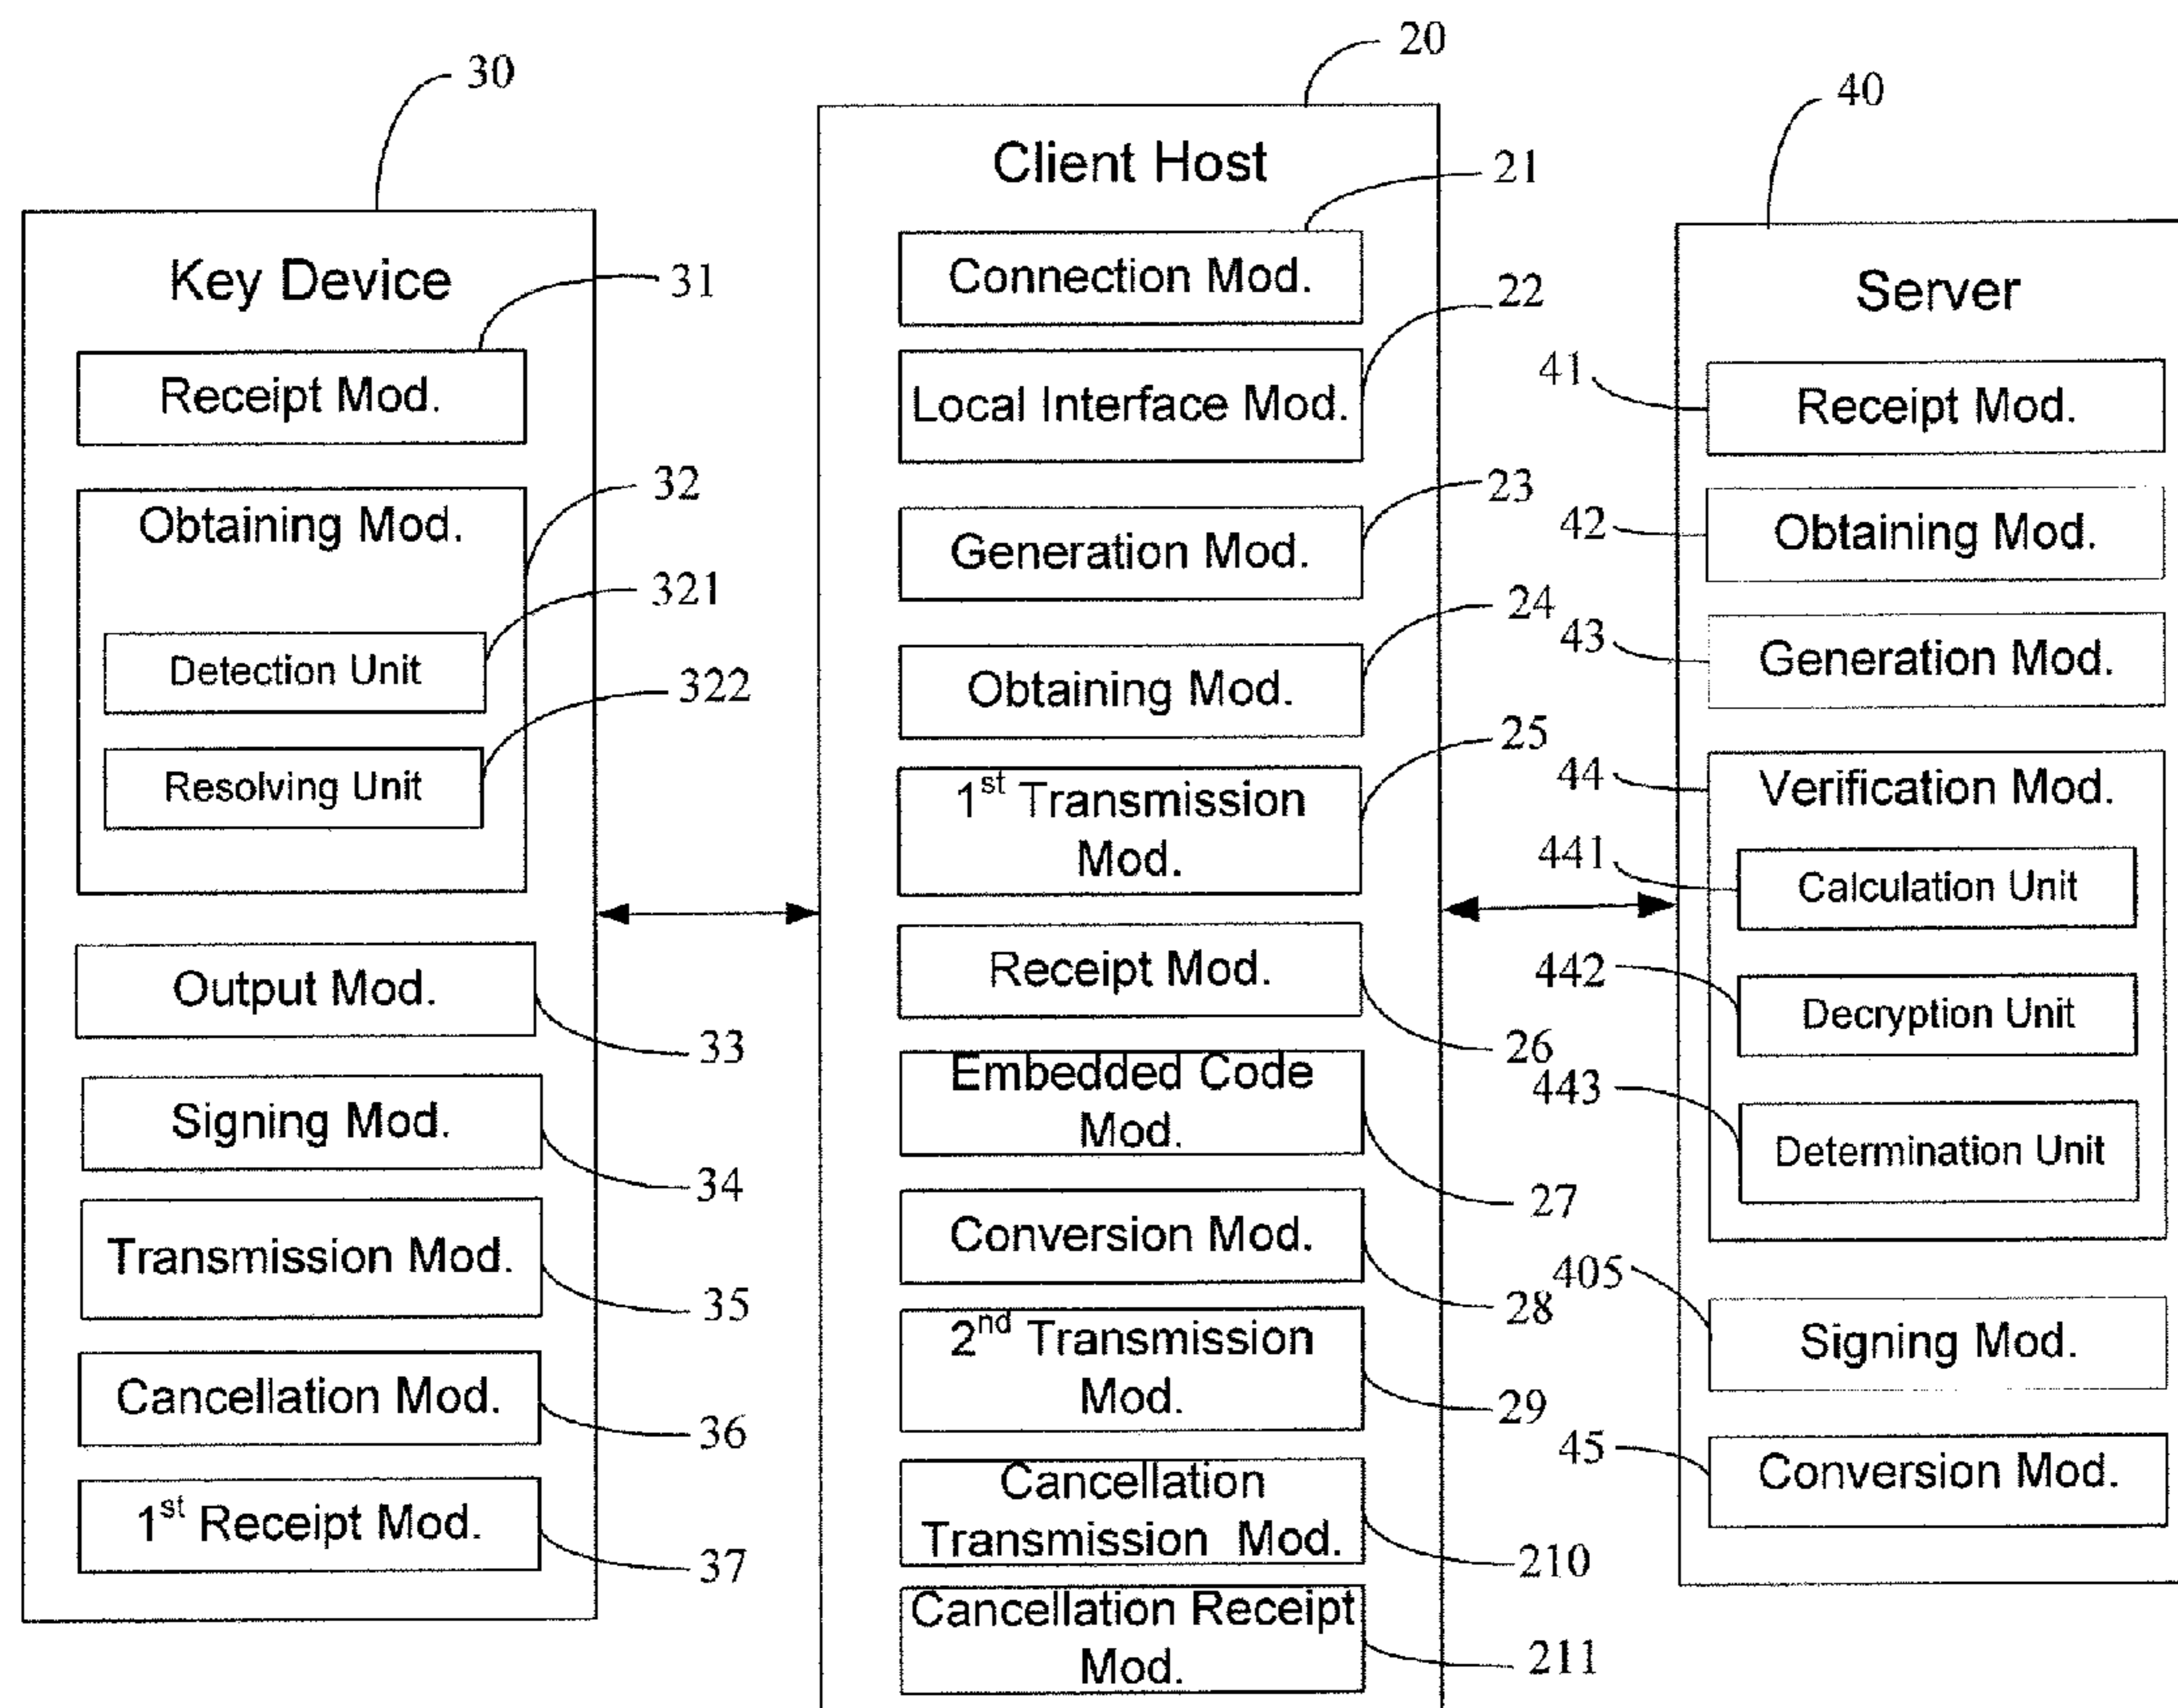 30
Key Device
31
Receipt Mod.
32
Obtaining Mod.
321
Detection Unit
322
Resolving Unit
Output Mod.
33
Signing Mod.
34
Transmission Mod.
35
Cancellation Mod.
36
1st Receipt Mod.
37
20
Client Host
21
Connection Mod.
22
Local Interface Mod.
23
Generation Mod.
24
Obtaining Mod.
25
1st Transmission
Mod.
Receipt Mod.
26
Embedded Code
Mod.
27
Conversion Mod.
28
2nd Transmission
Mod.
29
Cancellation
Transmission Mod.
210
Cancellation Receipt
Mod.
211
40
Server
41
Receipt Mod.
42
Obtaining Mod.
43
Generation Mod.
44
Verification Mod.
441
Calculation Unit
442
Decryption Unit
443
Determination Unit
405
Signing Mod.
45
Conversion Mod.